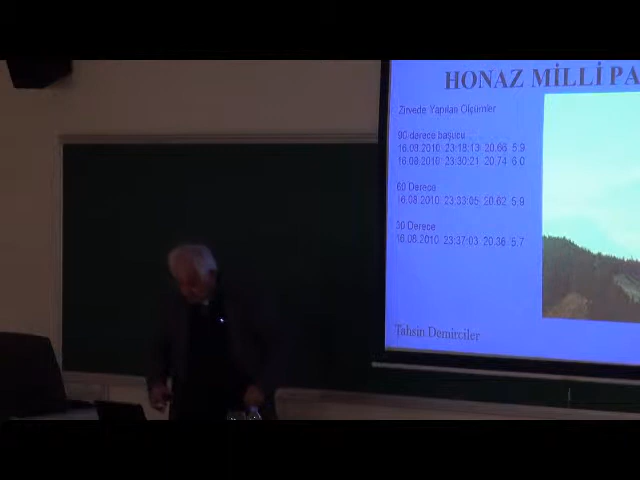 HONAZ MİLLİ PA
Zirvede Yapılan Ölçümler
90 derece başucu
16.08.2010 23:18:13 20.66 5.9
16.08.2010 23:30:21 20.74 6.0
60 Derece
16.08.2010 23:33:05 20.62 5.9
30 Derece
16.08.2010 23:37:03 20.38 5.7
Tahsin Demirciler